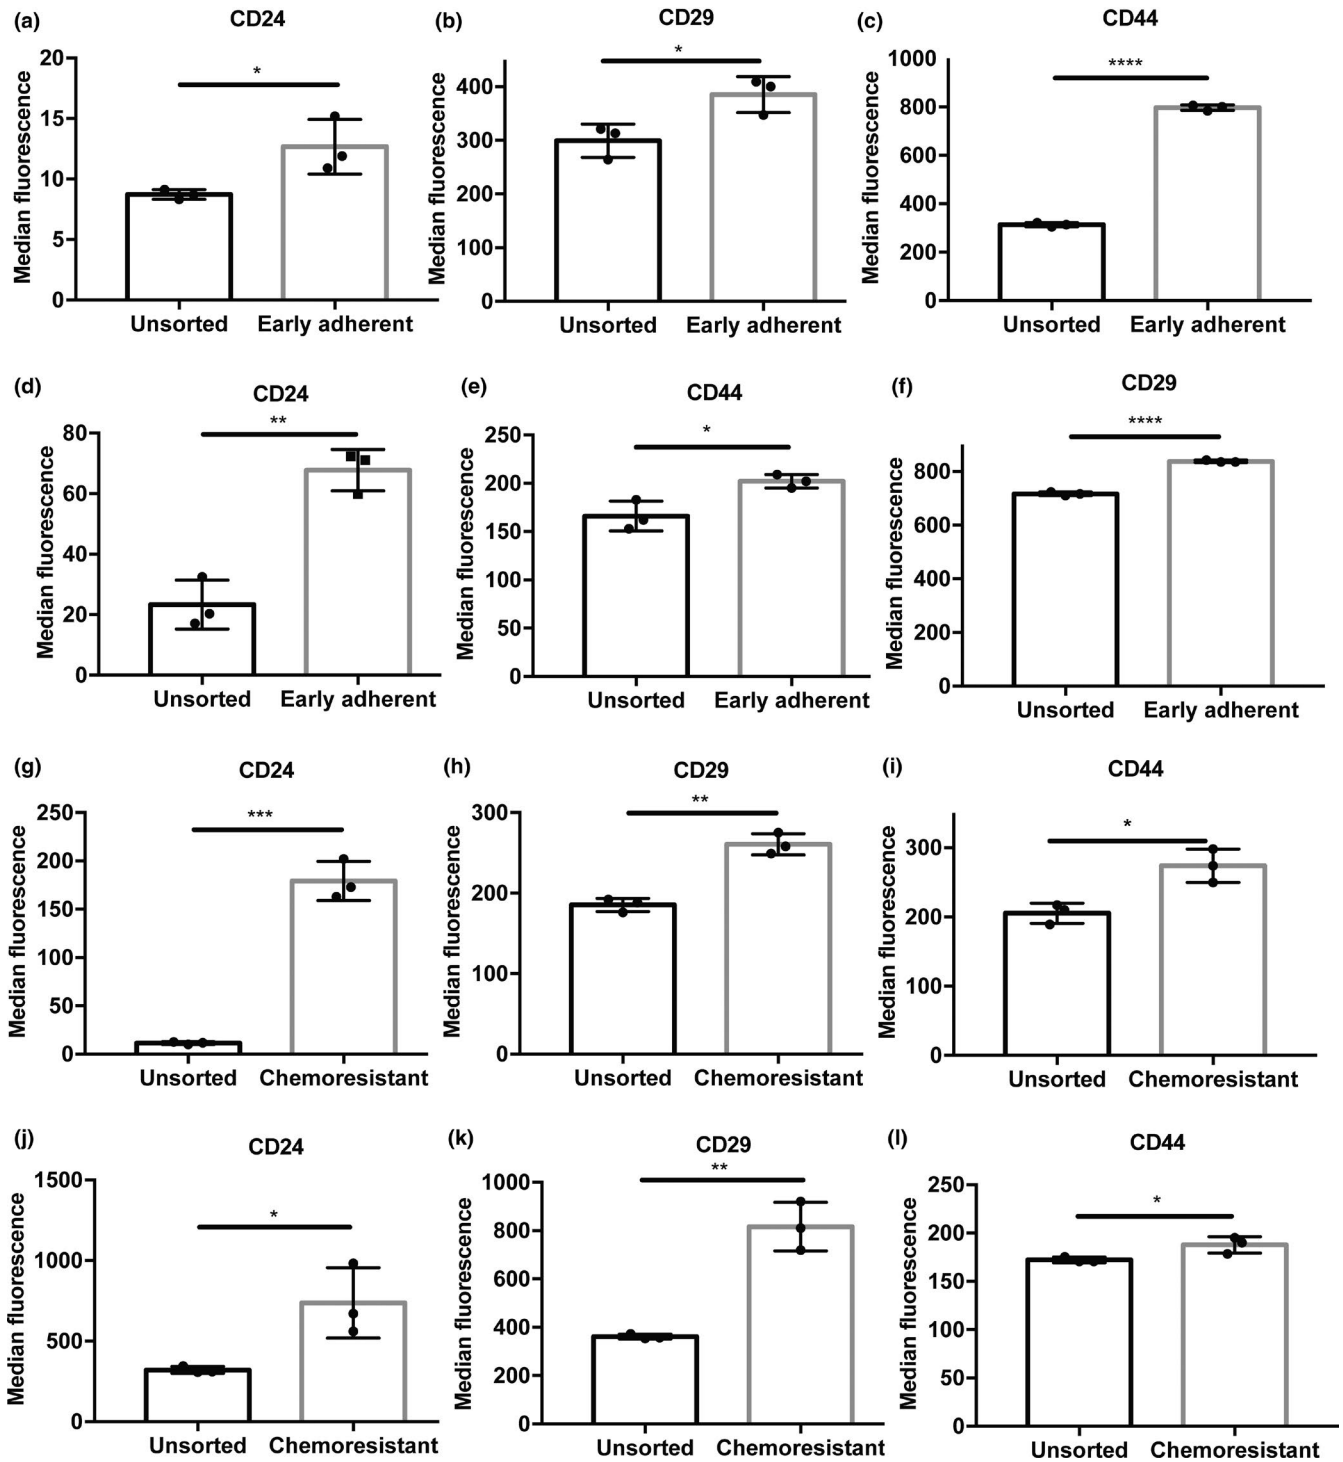 (a) CD24
*
Median fluorescence
20
15
10
5
0
Unsorted Early adherent
(b) CD29
*
Median fluorescence
400
300
200
100
0
Unsorted Early adherent
(c) CD44
****
Median fluorescence
1000
800
600
400
200
0
Unsorted Early adherent
(d) CD24
**
Median fluorescence
80
60
40
20
0
Unsorted Early adherent
(e) CD44
*
Median fluorescence
250
200
150
100
50
0
Unsorted Early adherent
(f) CD29
****
Median fluorescence
800
600
400
200
0
Unsorted Early adherent
(g) CD24
***
Median fluorescence
250
200
150
100
50
0
Unsorted Chemoresistant
(h) CD29
**
Median fluorescence
300
200
100
0
Unsorted Chemoresistant
(i) CD44
*
Median fluorescence
300
200
100
0
Unsorted Chemoresistant
(j) CD24
*
Median fluorescence
1500
1000
500
0
Unsorted Chemoresistant
(k) CD29
**
Median fluorescence
1000
800
600
400
200
0
Unsorted Chemoresistant
(l) CD44
*
Median fluorescence
250
200
150
100
50
0
Unsorted Chemoresistant